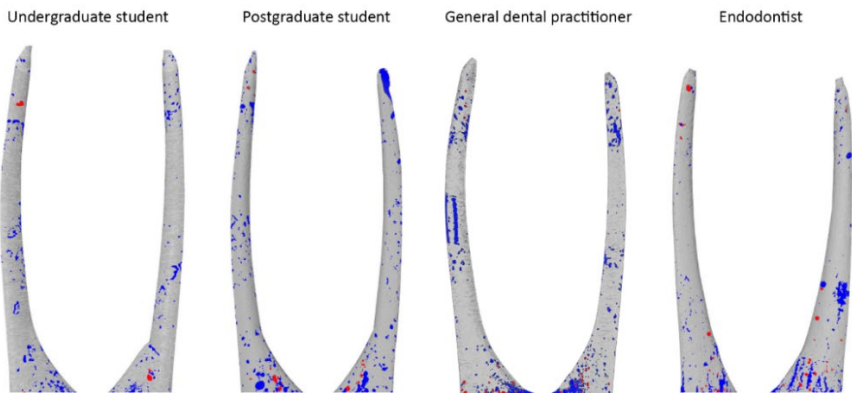 Undergraduate student
Postgraduate student
General dental practitioner
Endodontist